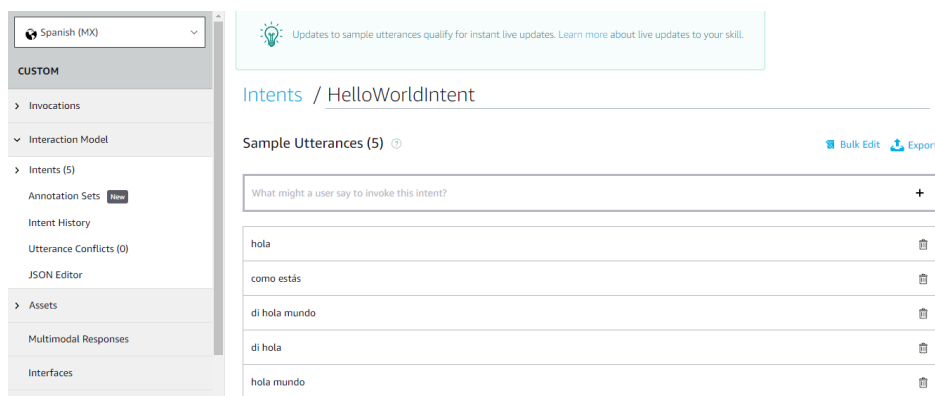 Spanish (MX)
CUSTOM
Invocations
Interaction Model
Intents (5)
Annotation Sets New
Intent History
Utterance Conflicts (0)
JSON Editor
Assets
Multimodal Responses
Interfaces
Updates to sample utterances qualify for instant live updates. Learn more about live updates to your skill.
Intents / HelloWorldIntent
Sample Utterances (5) ?
Bulk Edit Export
What might a user say to invoke this intent? +
hola
como estás
di hola mundo
di hola
hola mundo